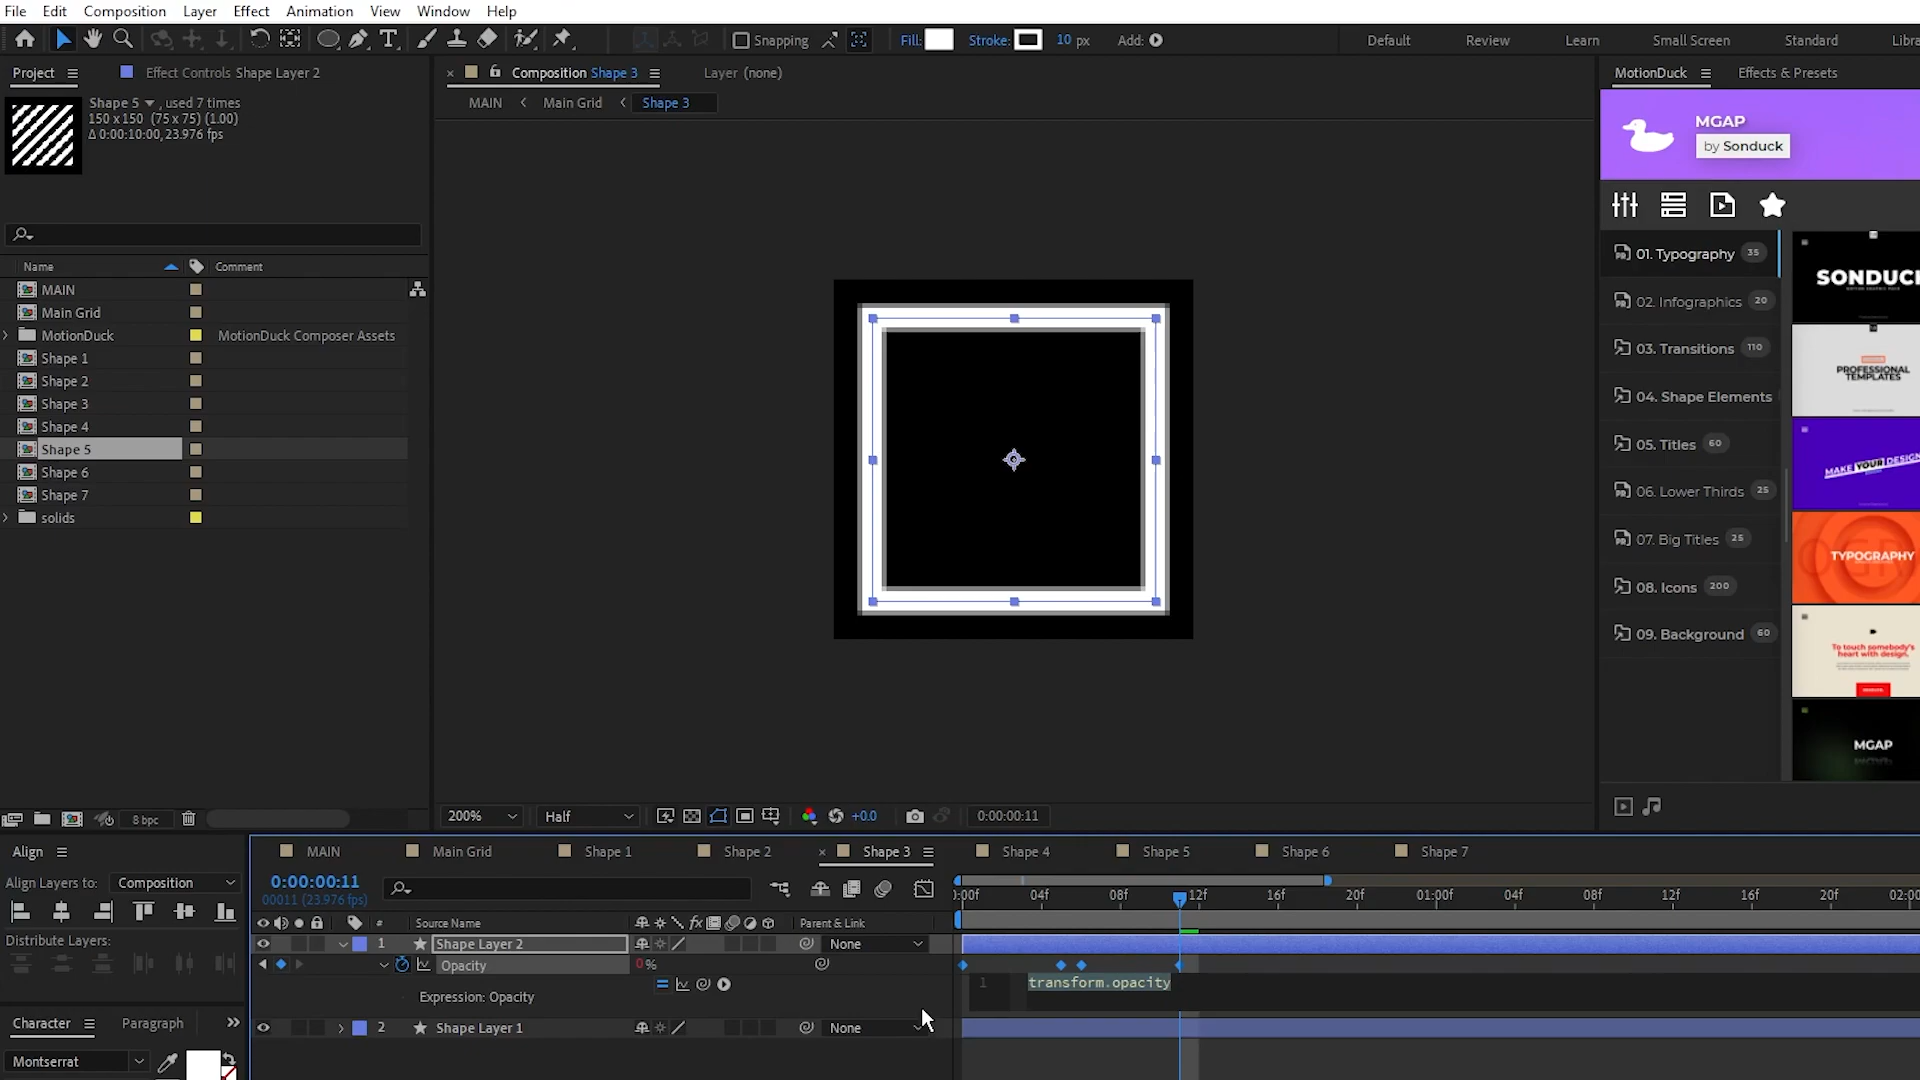 File Edit Composition Layer Effect Animation View Window Help
Snapping Fill: Stroke: 10 px Add: Default Review Learn Small Screen Standard Libra
Project Effect Controls Shape Layer 2
Composition Shape 3 Layer (none)
MotionDuck Effects & Presets
Shape 5 , used 7 times
150 x 150 (75 x 75) (1.00)
Δ 0:00:10:00, 23.976 fps
MAIN Main Grid Shape 3
MGAP
by Sonduck
Name Comment
MAIN
Main Grid
MotionDuck MotionDuck Composer Assets
Shape 1
Shape 2
Shape 3
Shape 4
Shape 5
Shape 6
Shape 7
solids
01. Typography 35
02. Infographics 20
03. Transitions 110
04. Shape Elements
05. Titles 60
06. Lower Thirds 25
07. Big Titles 25
08. Icons 200
09. Background 60
SONDUCK
PROFESSIONAL
TEMPLATES
MAKE YOUR DESIGN
TYPOGRAPHY
To touch somebody's
heart with design.
MGAP
8 bpc
200% Half +0.0 0:00:00:11
Align
MAIN Main Grid Shape 1 Shape 2 Shape 3 Shape 4 Shape 5 Shape 6 Shape 7
Align Layers to: Composition
0:00:00:11
00011 (23.976 fps)
:00f 04f 08f 12f 16f 20f 01:00f 04f 08f 12f 16f 20f 02:00
# Source Name fx Parent & Link
Distribute Layers:
1 Shape Layer 2 None
Opacity 0%
1 transform.opacity
Expression: Opacity
2 Shape Layer 1 None
Character Paragraph
Montserrat